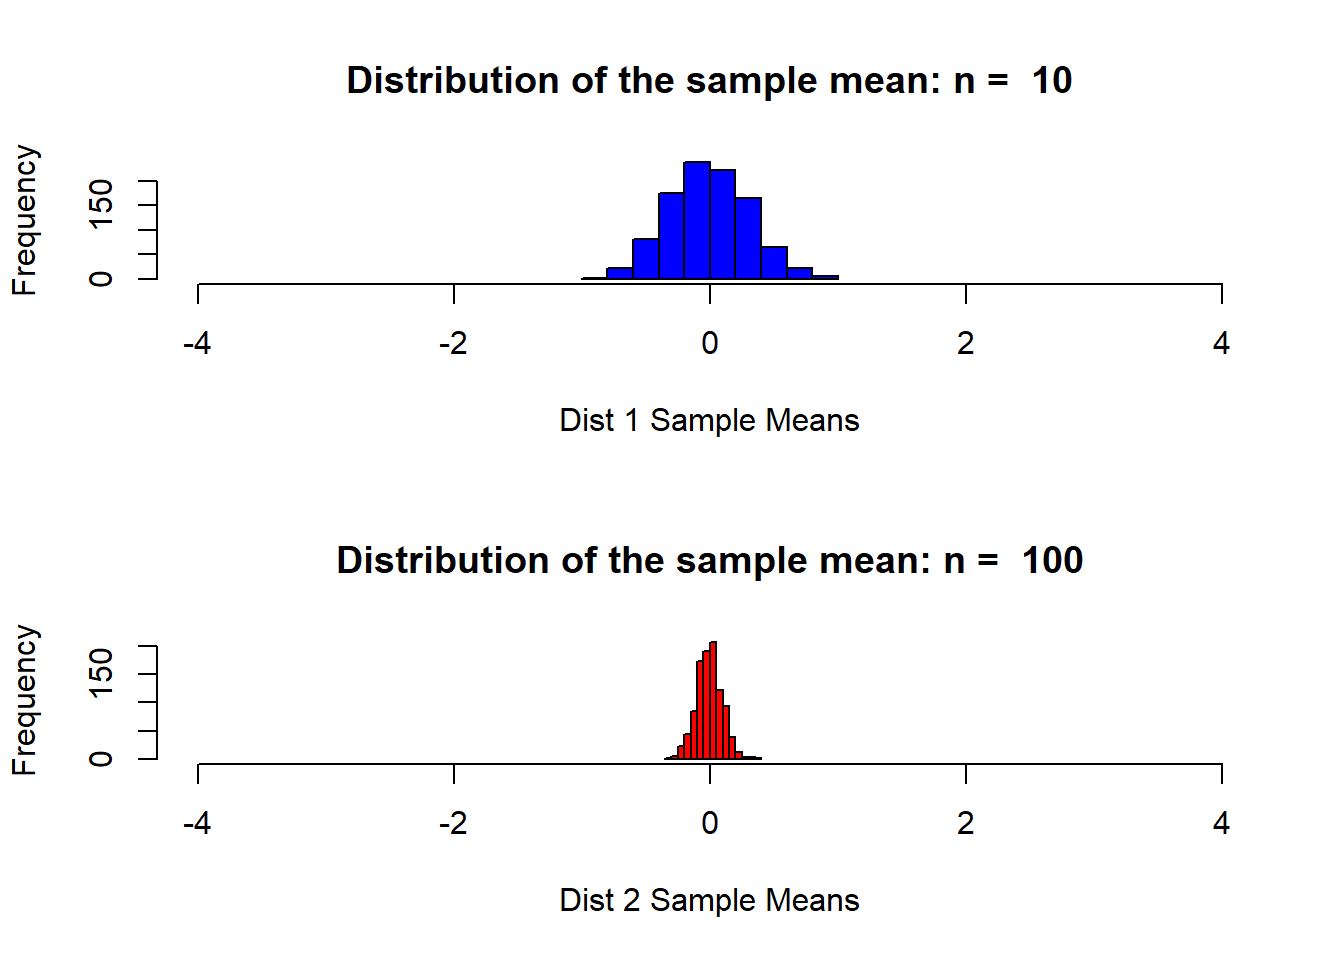 Distribution of the sample mean: n =  10
Frequency
150
0
-4 -2 0 2 4
Dist 1 Sample Means
Distribution of the sample mean: n =  100
Frequency
150
0
-4 -2 0 2 4
Dist 2 Sample Means